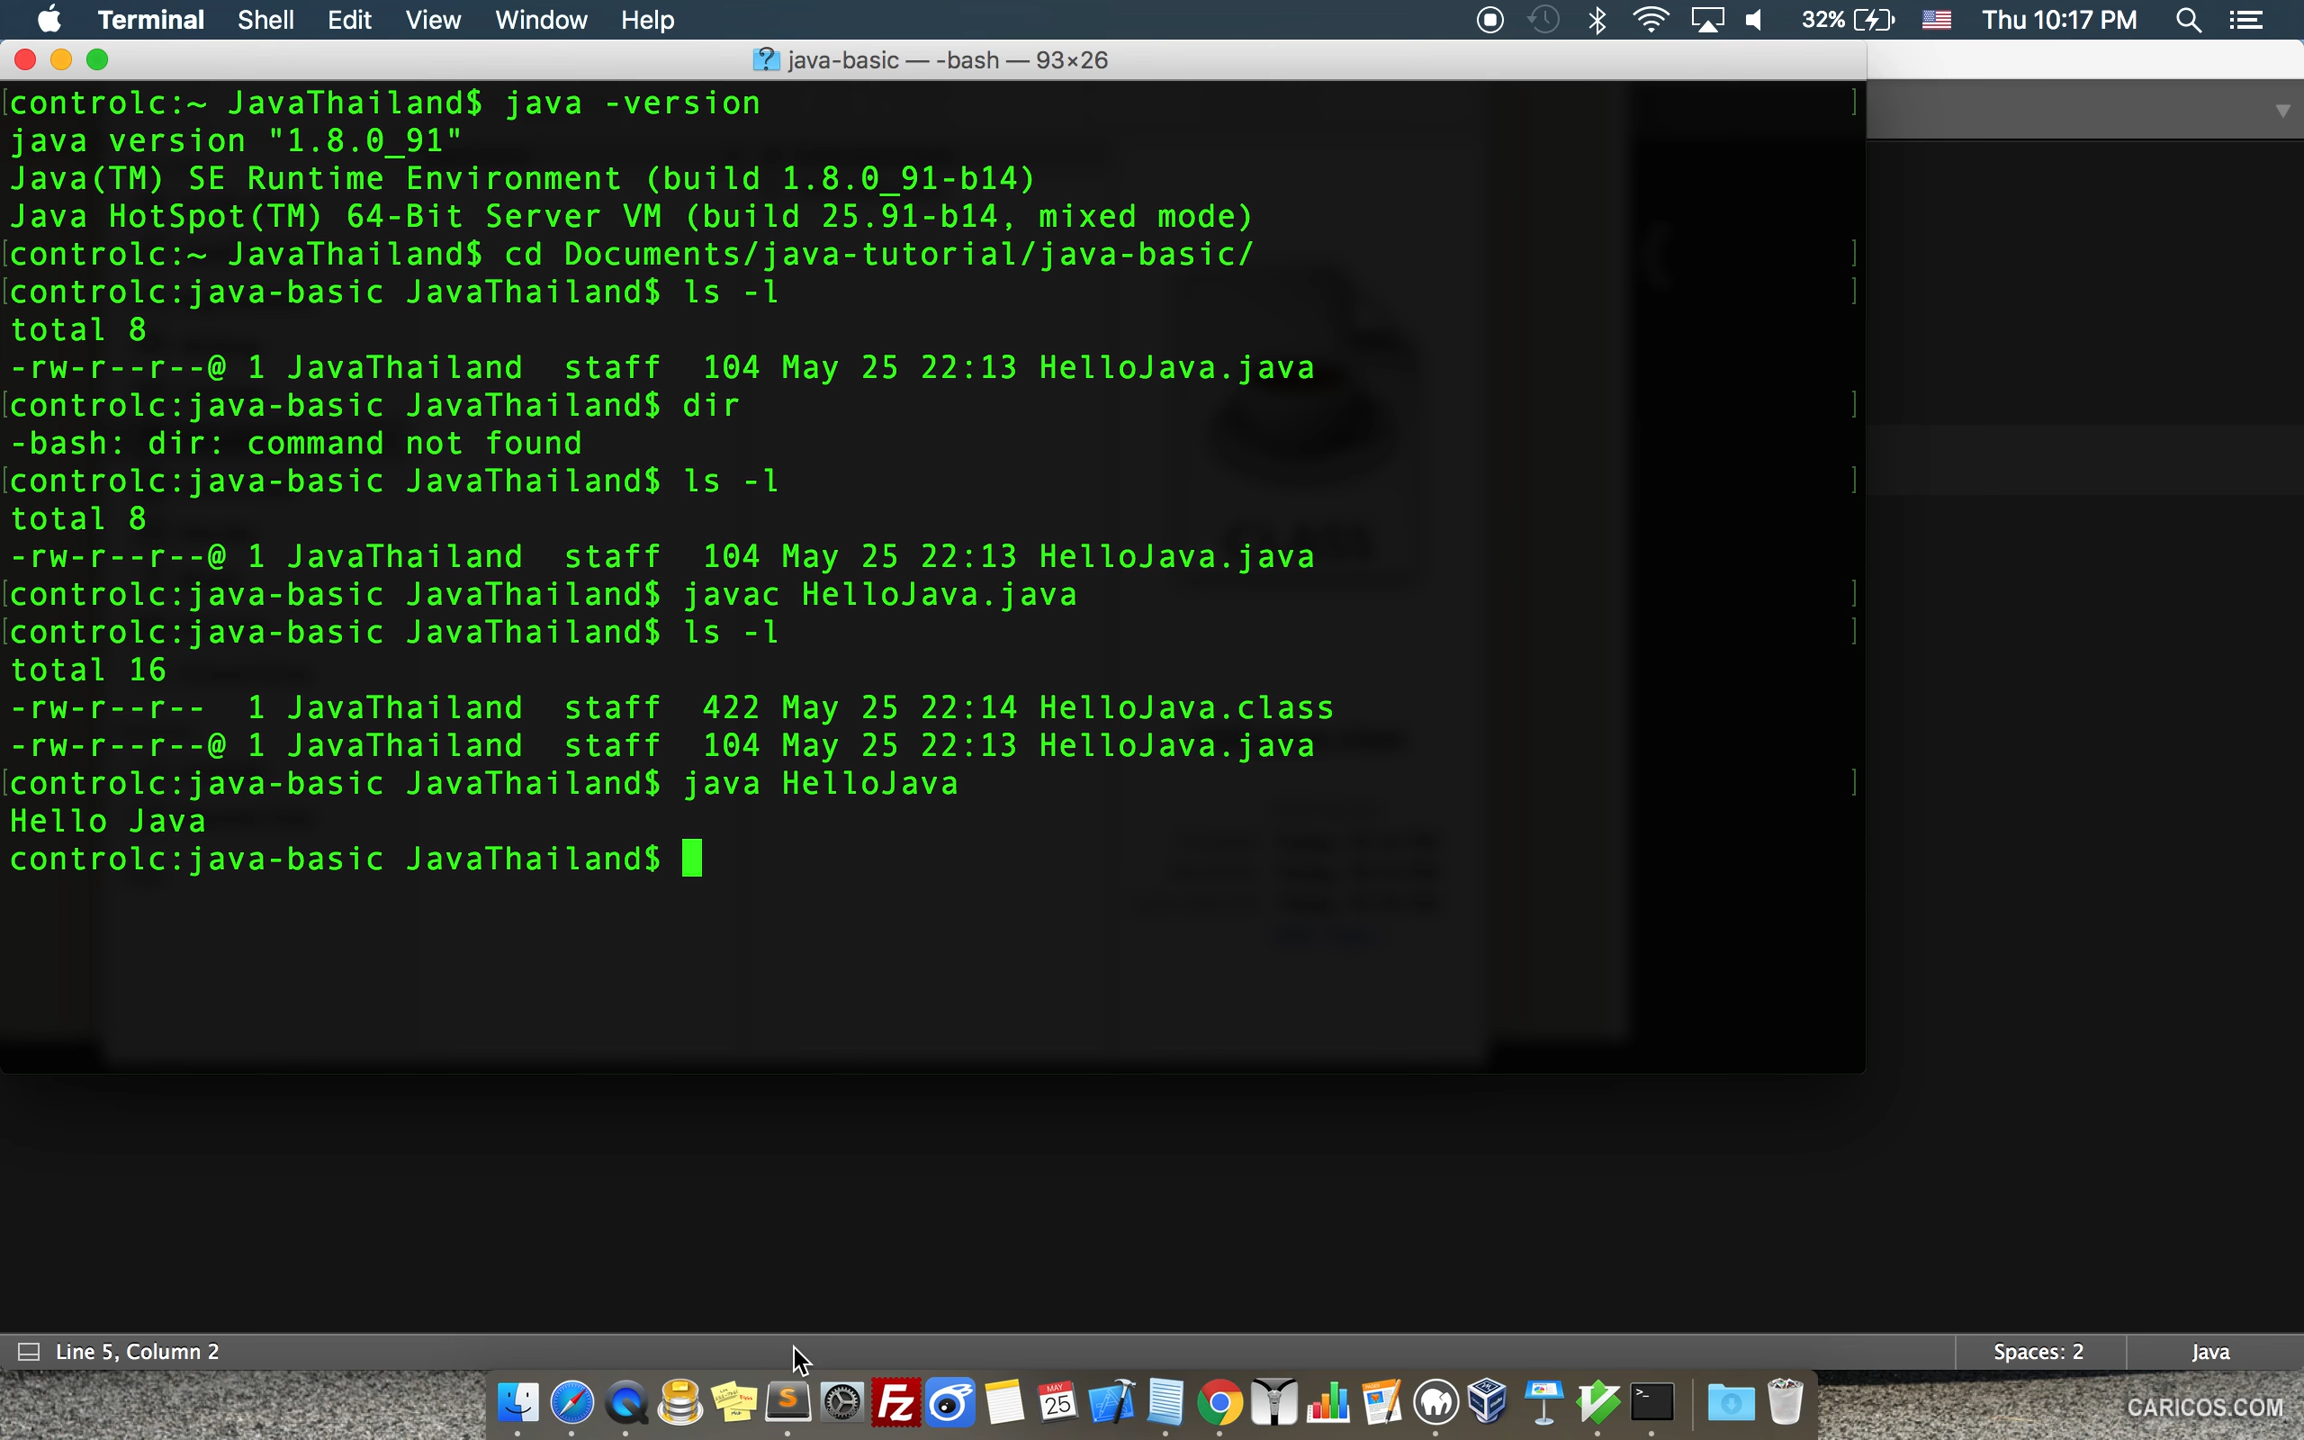 Terminal Shell Edit View Window Help 32% Thu 10:17 PM
java-basic — -bash — 93×26
controlc:~ JavaThailand$ java -version
java version "1.8.0_91"
Java(TM) SE Runtime Environment (build 1.8.0_91-b14)
Java HotSpot(TM) 64-Bit Server VM (build 25.91-b14, mixed mode)
controlc:~ JavaThailand$ cd Documents/java-tutorial/java-basic/
controlc:java-basic JavaThailand$ ls -l
total 8
-rw-r--r--@ 1 JavaThailand  staff  104 May 25 22:13 HelloJava.java
controlc:java-basic JavaThailand$ dir
-bash: dir: command not found
controlc:java-basic JavaThailand$ ls -l
total 8
-rw-r--r--@ 1 JavaThailand  staff  104 May 25 22:13 HelloJava.java
controlc:java-basic JavaThailand$ javac HelloJava.java
controlc:java-basic JavaThailand$ ls -l
total 16
-rw-r--r--  1 JavaThailand  staff  422 May 25 22:14 HelloJava.class
-rw-r--r--@ 1 JavaThailand  staff  104 May 25 22:13 HelloJava.java
controlc:java-basic JavaThailand$ java HelloJava
Hello Java
controlc:java-basic JavaThailand$
Line 5, Column 2 Spaces: 2 Java
MAY
25
CARICOS.COM